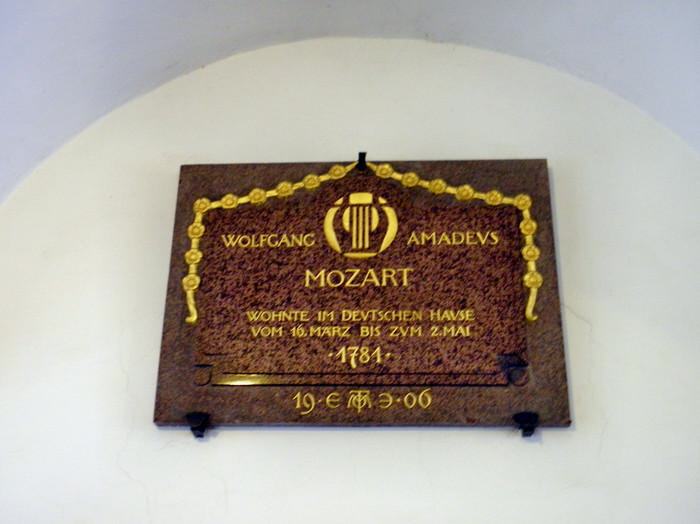 WOLFGANG AMADEVS
MOZART
WOHNTE IM DEVTSCHEN HAVSE
VOM 16. MÄRZ BIS ZVM 2. MAI
·1781·
19·Є Э·06